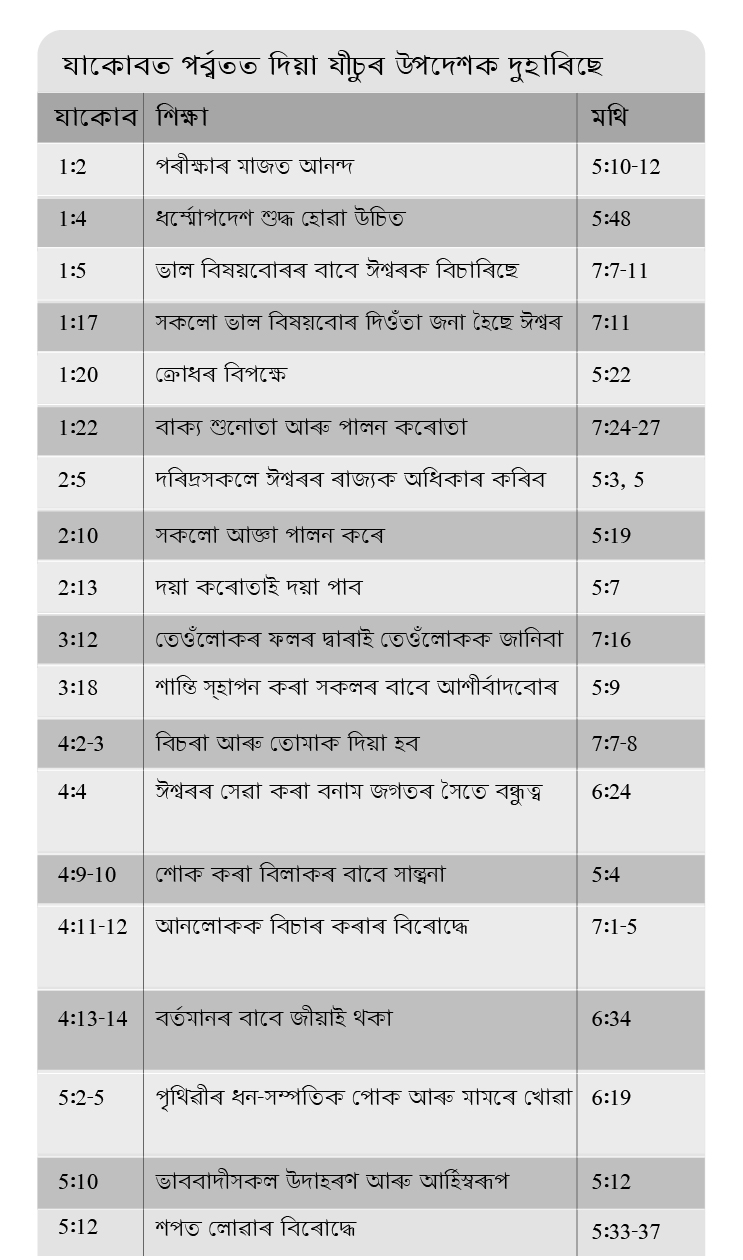 যাকোবত পৰ্ব্বতত দিয়া যীচুৰ উপদেশক দুহাৰিছে
যাকোব শিক্ষা মথি
1:2 পৰীক্ষাৰ মাজত আনন্দ 5:10-12
1:4 ধৰ্ম্মোপদেশ শুদ্ধ হোৱা উচিত 5:48
1:5 ভাল বিষয়বোৰৰ বাবে ঈশ্বৰক বিচাৰিছে 7:7-11
1:17 সকলো ভাল বিষয়বোৰ দিওঁতা জনা হৈছে ঈশ্বৰ 7:11
1:20 ক্ৰোধৰ বিপক্ষে 5:22
1:22 বাক্য শুনোতা আৰু পালন কৰোতা 7:24-27
2:5 দৰিদ্ৰসকলে ঈশ্বৰৰ ৰাজ্যক অধিকাৰ কৰিব 5:3, 5
2:10 সকলো আজ্ঞা পালন কৰে 5:19
2:13 দয়া কৰোতাই দয়া পাব 5:7
3:12 তেওঁলোকৰ ফলৰ দ্বাৰাই তেওঁলোকক জানিবা 7:16
3:18 শান্তি স্হাপন কৰা সকলৰ বাবে আশীৰ্বাদবোৰ 5:9
4:2-3 বিচৰা আৰু তোমাক দিয়া হব 7:7-8
4:4 ঈশ্বৰৰ সেৱা কৰা বনাম জগতৰ সৈতে বন্ধুত্ব 6:24
4:9-10 শোক কৰা বিলাকৰ বাবে সান্ত্বনা 5:4
4:11-12 আনলোকক বিচাৰ কৰাৰ বিৰোদ্ধে 7:1-5
4:13-14 বৰ্তমানৰ বাবে জীয়াই থকা 6:34
5:2-5 পৃথিৱীৰ ধন-সম্পতিক পোক আৰু মামৰে খোৱা 6:19
5:10 ভাববাদীসকল উদাহৰণ আৰু আৰ্হিস্বৰূপ 5:12
5:12 শপত লোৱাৰ বিৰোদ্ধে 5:33-37